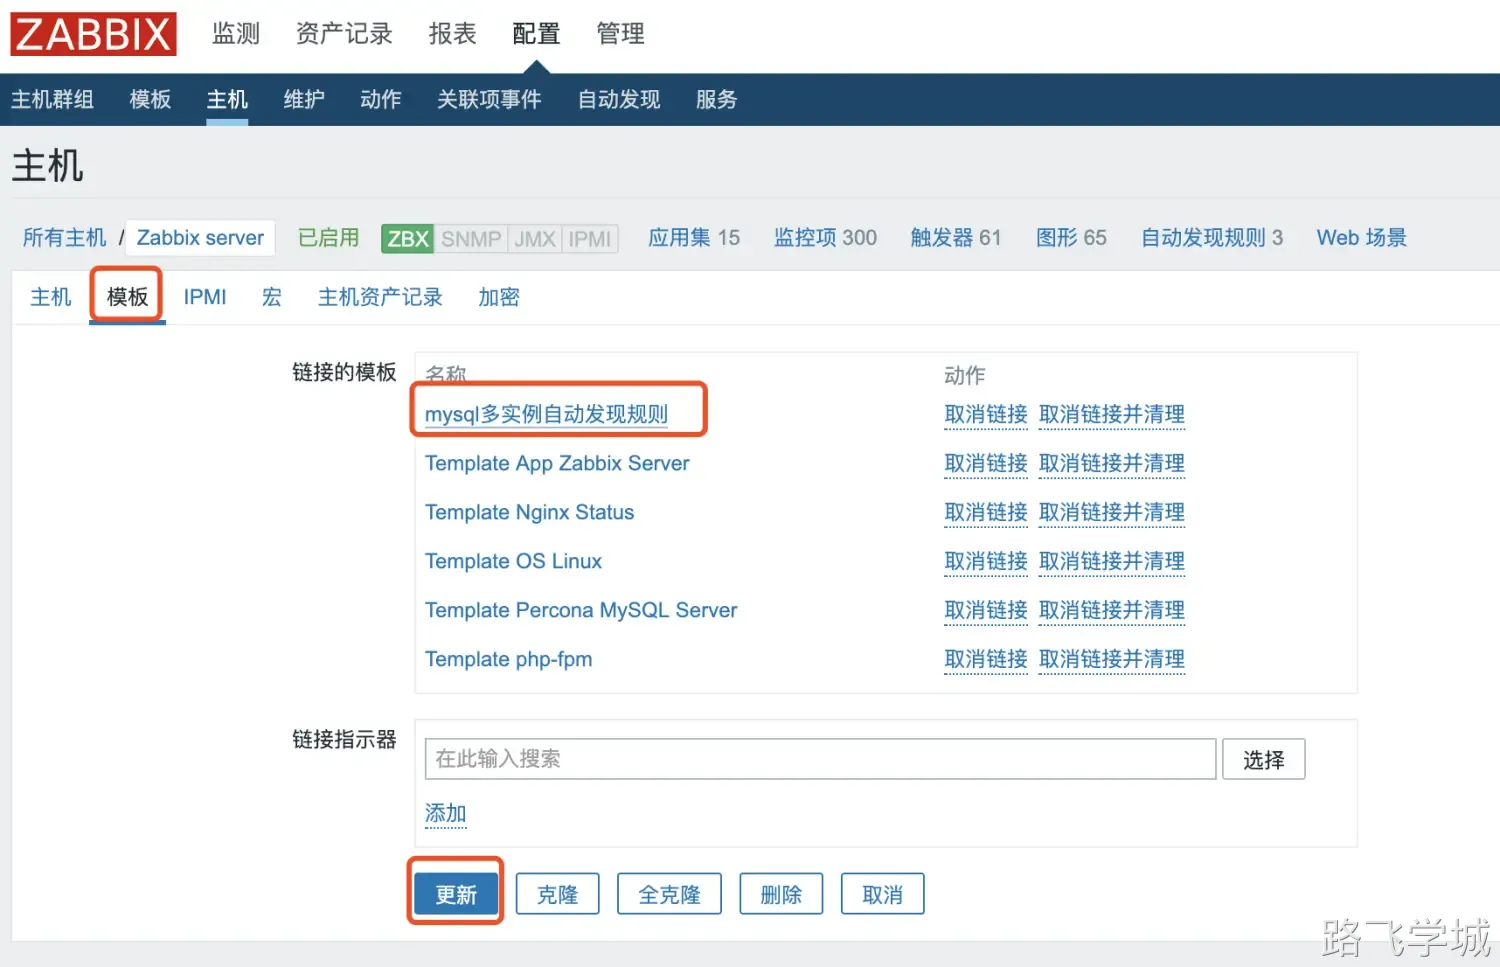 ZABBIX 监测 资产记录 报表 配置 管理
主机群组 模板 主机 维护 动作 关联项事件 自动发现 服务
主机
所有主机 / Zabbix server 已启用 ZBX SNMP JMX IPMI 应用集 15 监控项 300 触发器 61 图形 65 自动发现规则 3 Web 场景
主机 模板 IPMI 宏 主机资产记录 加密
链接的模板 名称 动作
mysql多实例自动发现规则 取消链接 取消链接并清理
Template App Zabbix Server 取消链接 取消链接并清理
Template Nginx Status 取消链接 取消链接并清理
Template OS Linux 取消链接 取消链接并清理
Template Percona MySQL Server 取消链接 取消链接并清理
Template php-fpm 取消链接 取消链接并清理
链接指示器 在此输入搜索 选择
添加
更新 克隆 全克隆 删除 取消
路飞学城